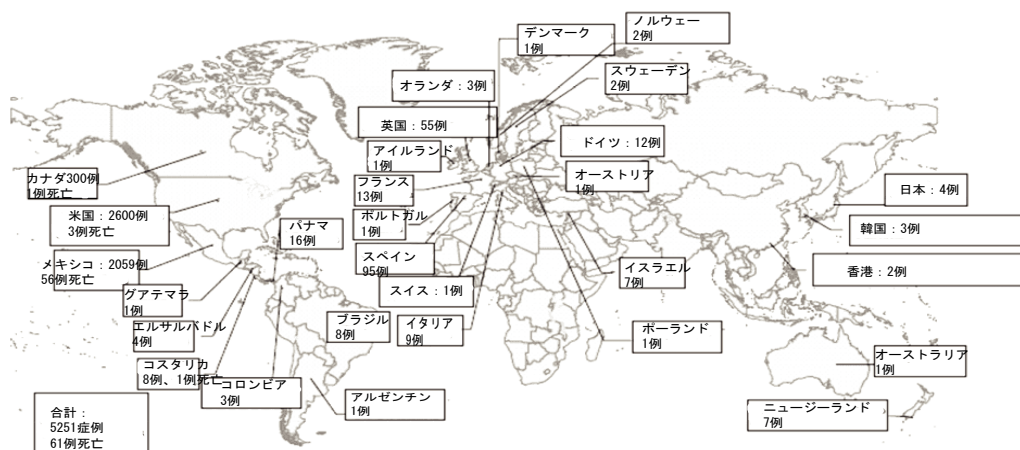 ノルウェー
2例
デンマーク
1例
スウェーデン
2例
オランダ：3例
英国：55例
ドイツ：12例
アイルランド
1例
オーストリア
1例
カナダ300例
1例死亡
フランス
13例
日本：4例
米国：2600例
3例死亡
パナマ
16例
ポルトガル
1例
韓国：3例
メキシコ：2059例
56例死亡
スペイン
95例
イスラエル
7例
香港：2例
グアテマラ
1例
スイス：1例
エルサルバドル
4例
ブラジル
8例
イタリア
9例
ポーランド
1例
コスタリカ
8例、1例死亡
コロンビア
3例
アルゼンチン
1例
オーストラリア
1例
ニュージーランド
7例
合計：
5251症例
61例死亡